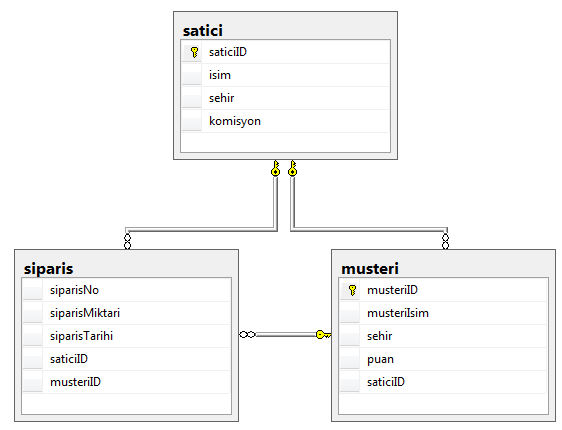 satici
saticiID
isim
sehir
komisyon
siparis
siparisNo
siparisMiktari
siparisTarihi
saticiID
musteriID
musteri
musteriID
musteriIsim
sehir
puan
saticiID